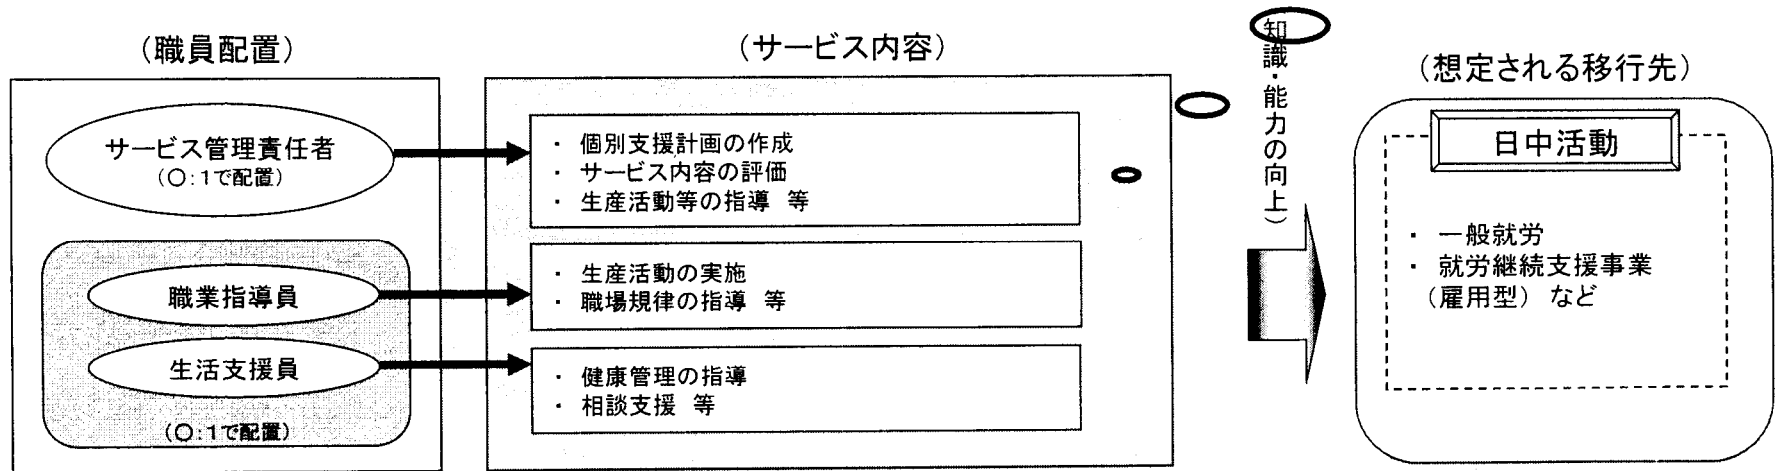 (職員配置)
サービス管理責任者
(○:1で配置)
職業指導員
生活支援員
(○:1で配置)
(サービス内容)
・ 個別支援計画の作成
・ サービス内容の評価
・ 生産活動等の指導 等
・ 生産活動の実施
・ 職場規律の指導 等
・ 健康管理の指導
・ 相談支援 等
知識・能力の向上)
(想定される移行先)
日中活動
・ 一般就労
・ 就労継続支援事業
(雇用型) など